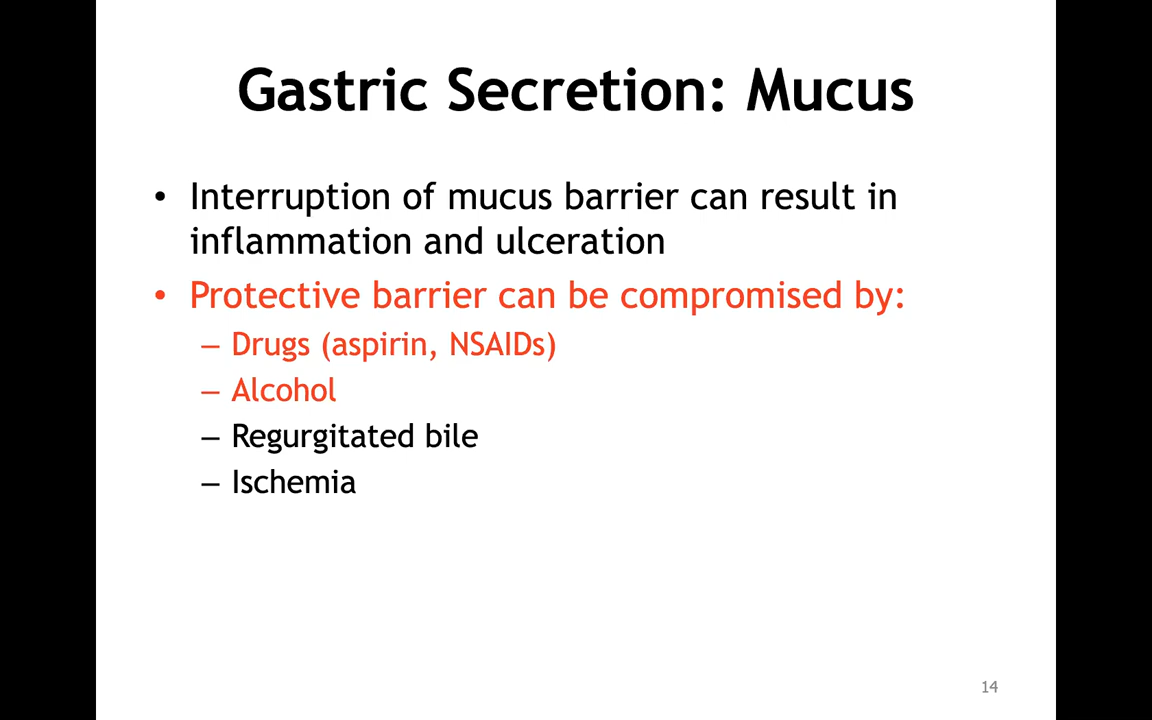 Gastric Secretion: Mucus
• Interruption of mucus barrier can result in
inflammation and ulceration
• Protective barrier can be compromised by:
– Drugs (aspirin, NSAIDs)
– Alcohol
– Regurgitated bile
– Ischemia
14